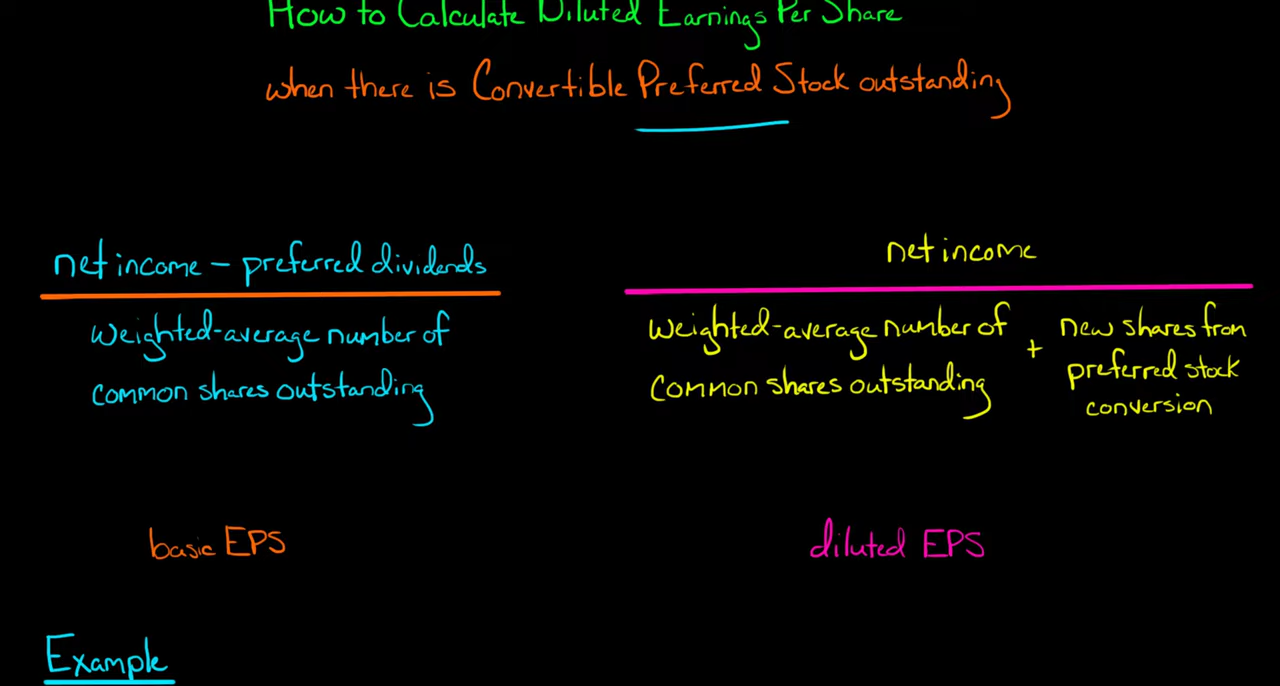 How to Calculate Diluted Earnings Per Share
when there is Convertible Preferred Stock outstanding
net income – preferred dividends
weighted-average number of
common shares outstanding
basic EPS
net income
weighted-average number of
common shares outstanding
+
new shares from
preferred stock
conversion
diluted EPS
Example